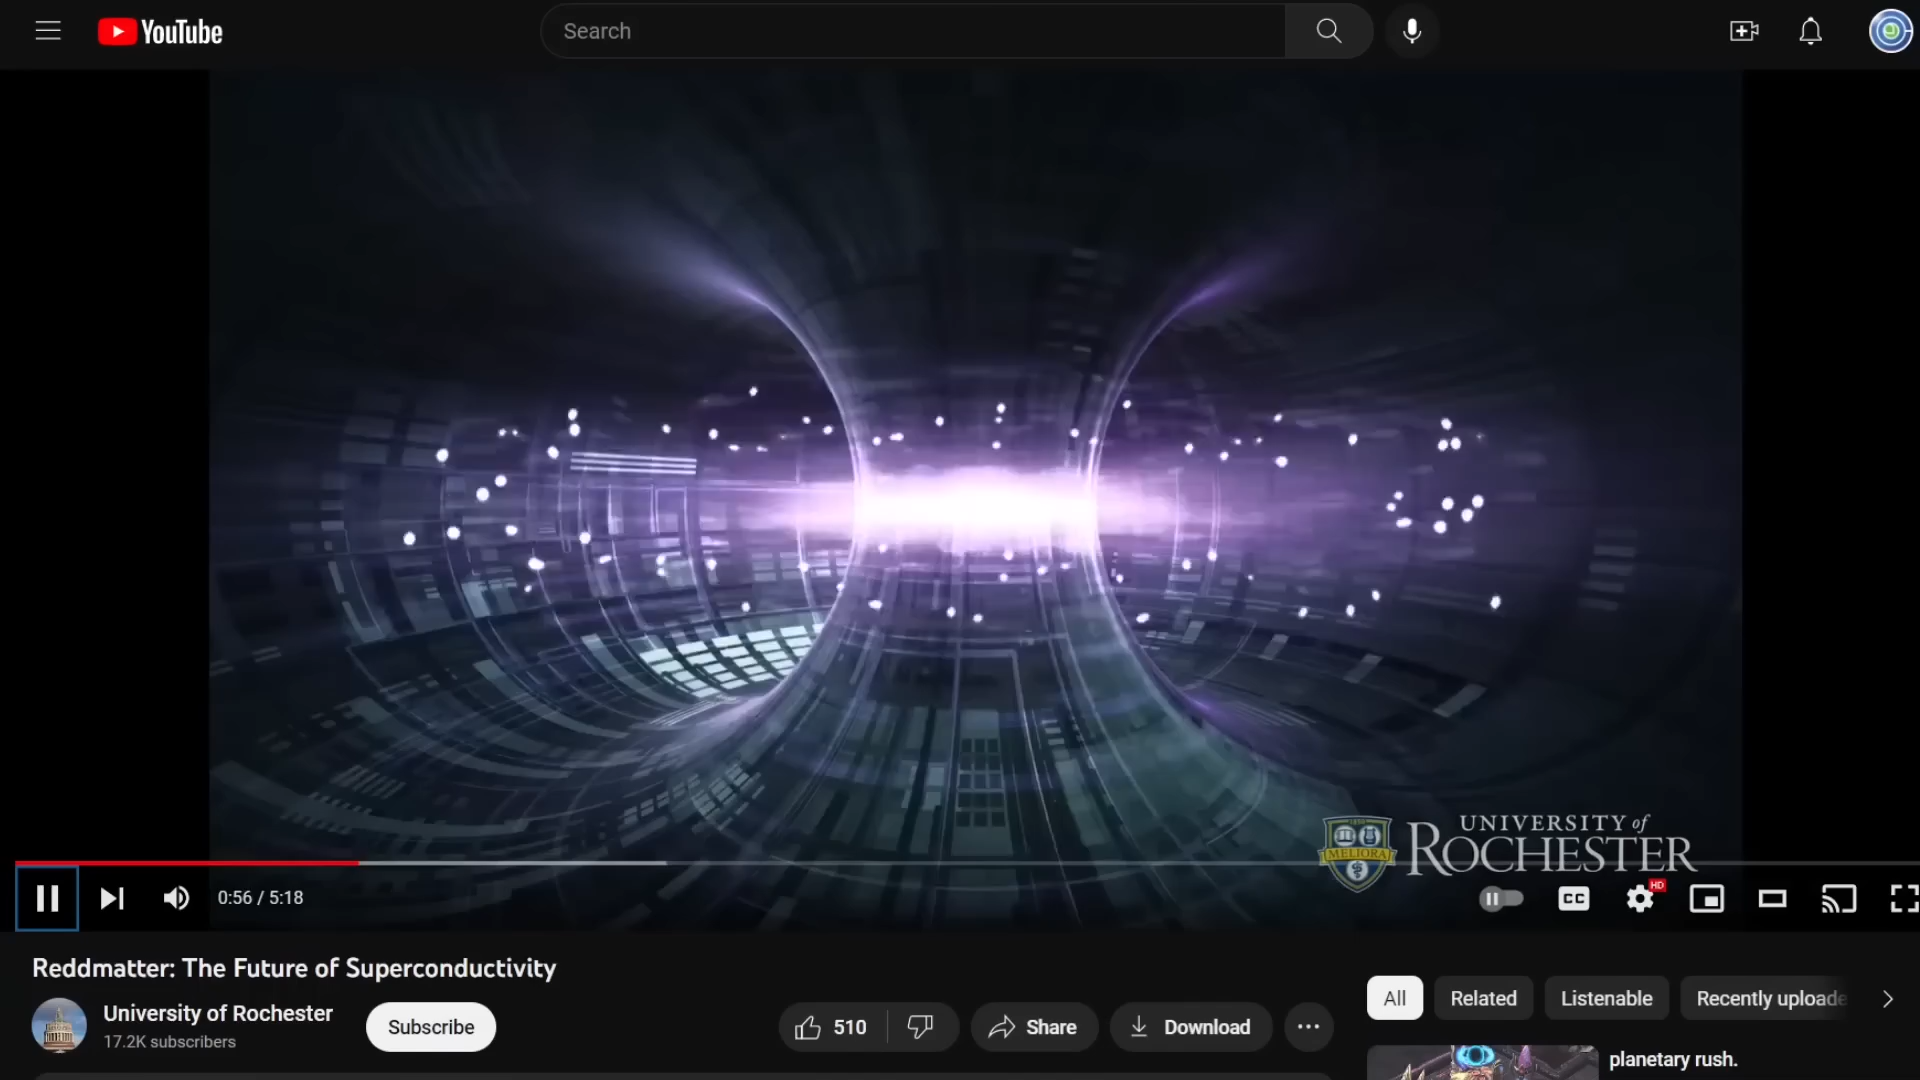 YouTube
Search
UNIVERSITY of
ROCHESTER
MELIORA
0:56 / 5:18
CC
HD
Reddmatter: The Future of Superconductivity
University of Rochester
17.2K subscribers
Subscribe
510
Share
Download
All
Related
Listenable
Recently uploade
planetary rush.